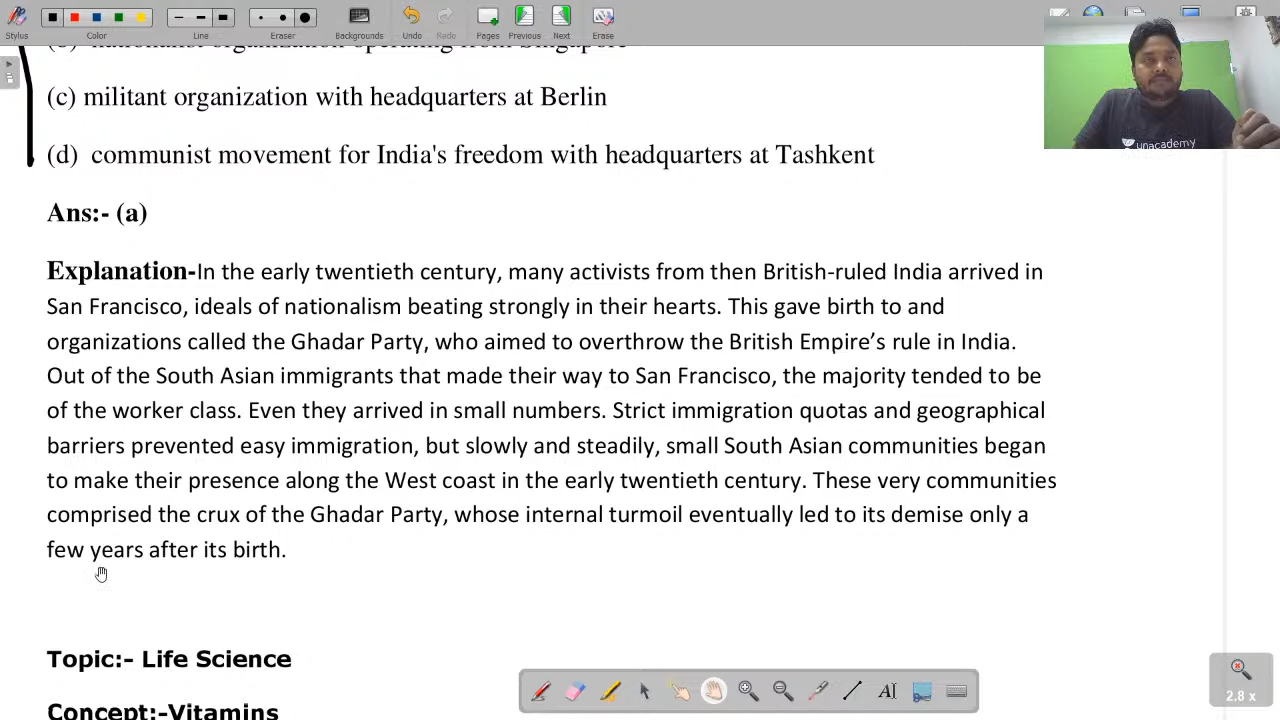 Stylus
Color
Line
Eraser
Backgrounds
Undo
Redo
Pages
Previous
Next
Erase
(b) nationalist organization operating from Singapore
(c) militant organization with headquarters at Berlin
(d) communist movement for India's freedom with headquarters at Tashkent
Ans:- (a)
Explanation-In the early twentieth century, many activists from then British-ruled India arrived in
San Francisco, ideals of nationalism beating strongly in their hearts. This gave birth to and
organizations called the Ghadar Party, who aimed to overthrow the British Empire’s rule in India.
Out of the South Asian immigrants that made their way to San Francisco, the majority tended to be
of the worker class. Even they arrived in small numbers. Strict immigration quotas and geographical
barriers prevented easy immigration, but slowly and steadily, small South Asian communities began
to make their presence along the West coast in the early twentieth century. These very communities
comprised the crux of the Ghadar Party, whose internal turmoil eventually led to its demise only a
few years after its birth.
Topic:- Life Science
Concept:-Vitamins
unacademy
2.8 x